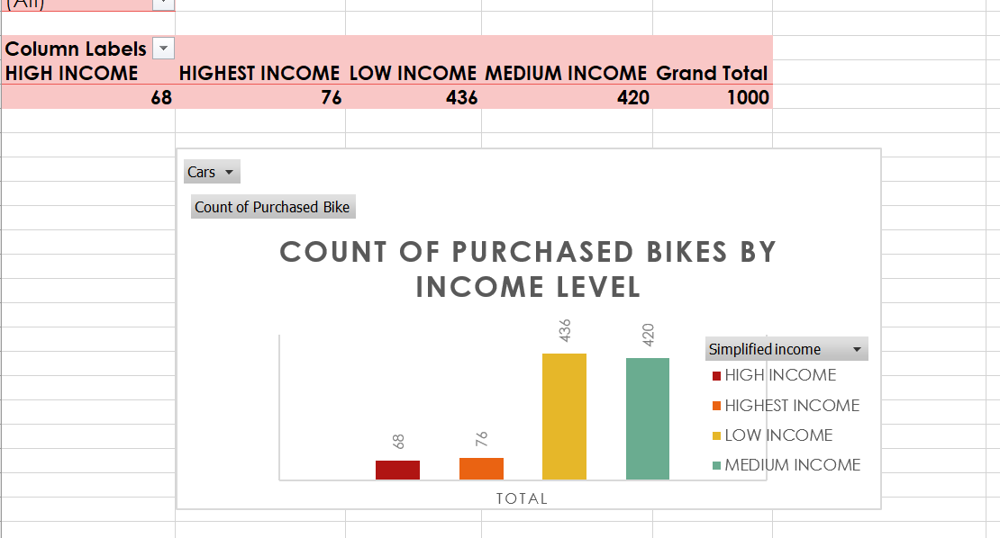 (All)
Column Labels
HIGH INCOME HIGHEST INCOME LOW INCOME MEDIUM INCOME Grand Total
68 76 436 420 1000
Cars
Count of Purchased Bike
COUNT OF PURCHASED BIKES BY
INCOME LEVEL
68
76
436
420
Simplified income
HIGH INCOME
HIGHEST INCOME
LOW INCOME
MEDIUM INCOME
TOTAL